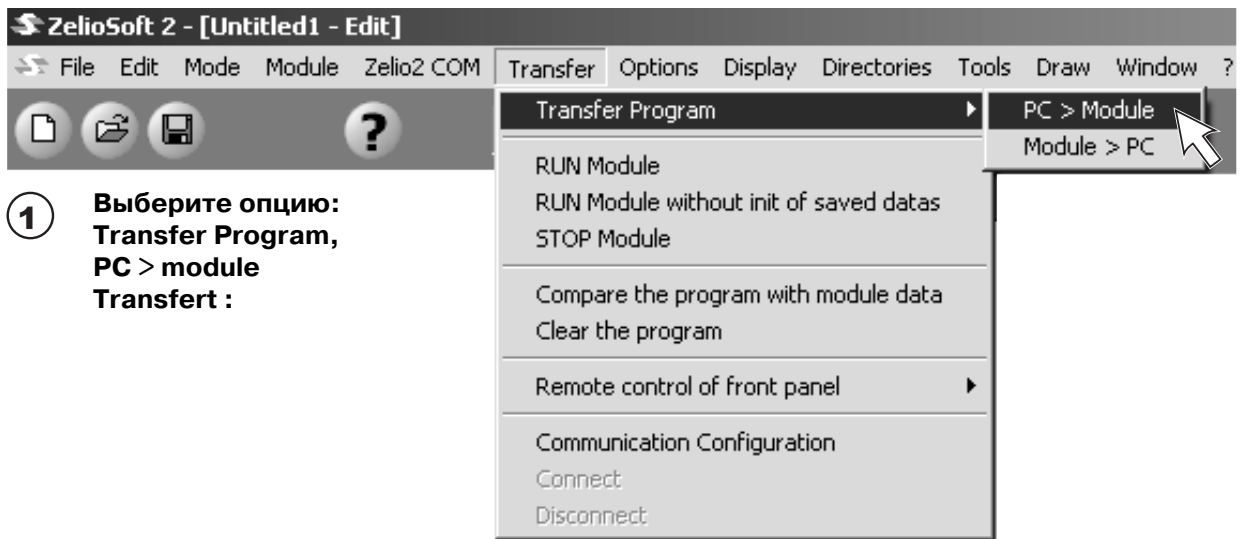 ZelioSoft 2 - [Untitled1 - Edit]
File Edit Mode Module Zelio2 COM Transfer Options Display Directories Tools Draw Window ?
?
Transfer Program
PC > Module
Module > PC
RUN Module
RUN Module without init of saved datas
STOP Module
Compare the program with module data
Clear the program
Remote control of front panel
Communication Configuration
Connect
Disconnect
1
Выберите опцию:
Transfer Program,
PC > module
Transfert :